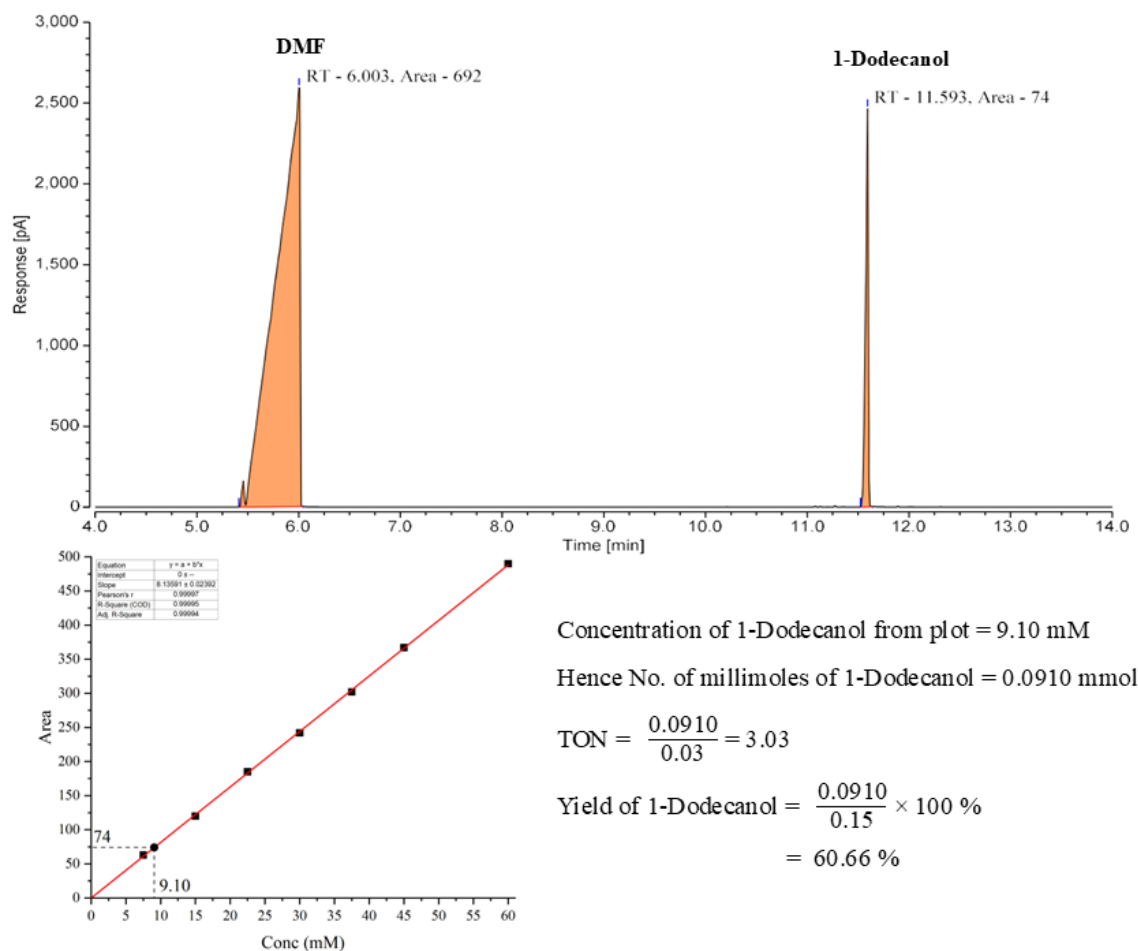 3,000
2,500
2,000
1,500
1,000
500
0
Response [pA]
DMF
RT - 6.003, Area - 692
1-Dodecanol
RT - 11.593, Area - 74
4.0 5.0 6.0 7.0 8.0 9.0 10.0 11.0 12.0 13.0 14.0
Time [min]
Equation y = a + b*x
Intercept 0 ± --
Slope 8.13591 ± 0.02392
Pearson's r 0.99997
R-Square (COD) 0.99995
Adj. R-Square 0.99994
500
450
400
350
300
250
200
150
100
50
0
Area
74
9.10
0 5 10 15 20 25 30 35 40 45 50 55 60
Conc (mM)
Concentration of 1-Dodecanol from plot = 9.10 mM
Hence No. of millimoles of 1-Dodecanol = 0.0910 mmol
TON = 0.0910 / 0.03 = 3.03
Yield of 1-Dodecanol = 0.0910 / 0.15 × 100 %
= 60.66 %